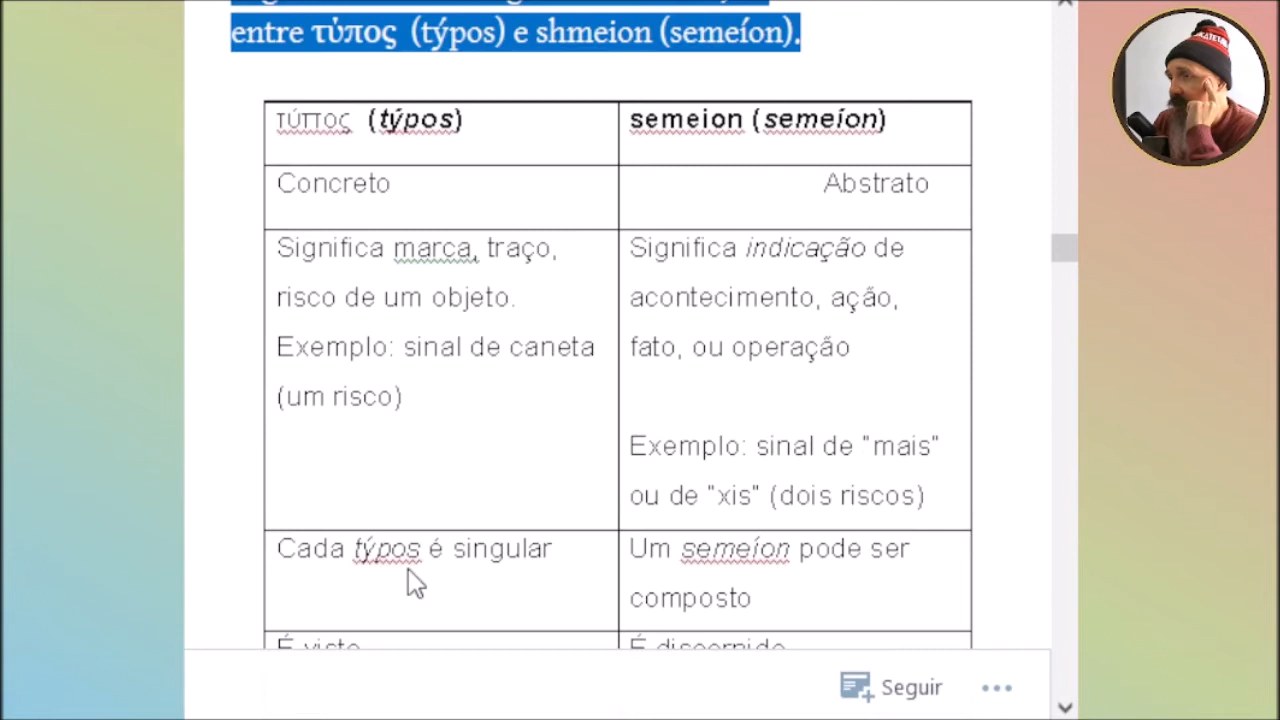 entre τύπος (týpos) e shmeion (semeíon).
τύπος (týpos)
semeion (semeíon)
Concreto
Abstrato
Significa marca, traço,
risco de um objeto.
Exemplo: sinal de caneta
(um risco)
Significa indicação de
acontecimento, ação,
fato, ou operação
Exemplo: sinal de "mais"
ou de "xis" (dois riscos)
Cada týpos é singular
Um semeíon pode ser
composto
É visto
É discernido
Seguir